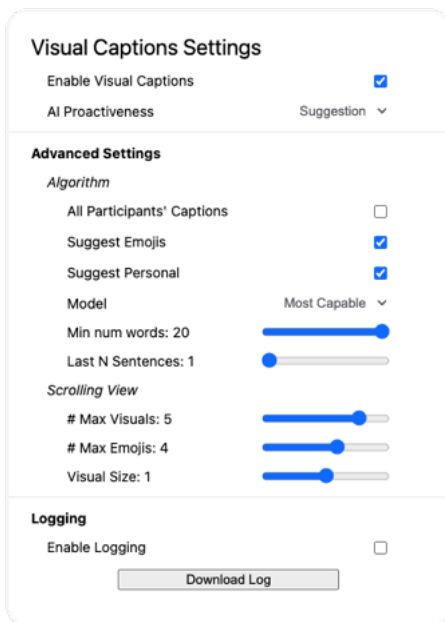 Visual Captions Settings
Enable Visual Captions
AI Proactiveness Suggestion
Advanced Settings
Algorithm
All Participants' Captions
Suggest Emojis
Suggest Personal
Model Most Capable
Min num words: 20
Last N Sentences: 1
Scrolling View
# Max Visuals: 5
# Max Emojis: 4
Visual Size: 1
Logging
Enable Logging
Download Log